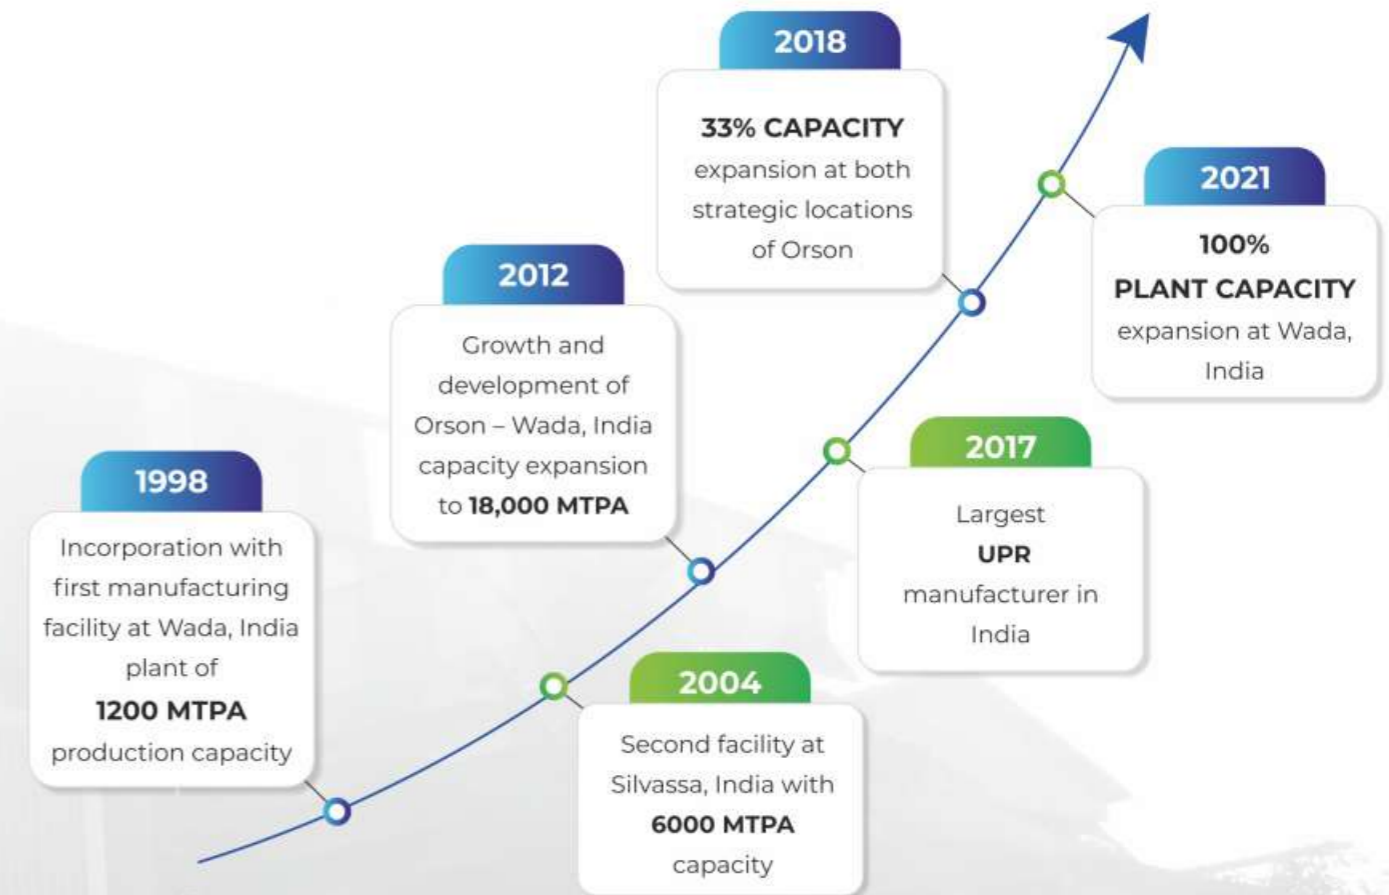 1998
Incorporation with
first manufacturing
facility at Wada, India
plant of
1200 MTPA
production capacity
2004
Second facility at
Silvassa, India with
6000 MTPA
capacity
2012
Growth and
development of
Orson – Wada, India
capacity expansion
to 18,000 MTPA
2017
Largest
UPR
manufacturer in
India
2018
33% CAPACITY
expansion at both
strategic locations
of Orson
2021
100%
PLANT CAPACITY
expansion at Wada,
India